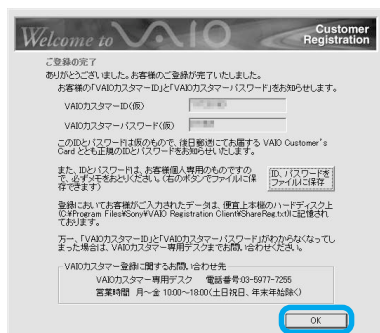 Welcome to VAIO
Customer
Registration
ご登録の完了
ありがとうございました。お客様のご登録が完了いたしました。
お客様の「VAIOカスタマーID」と「VAIOカスタマーパスワード」をお知らせします。
VAIOカスタマーID(仮)
VAIOカスタマーパスワード(仮)
このIDとパスワードは仮のもので、後日郵送にてお届する VAIO Customer's
Card とともに正規のIDとパスワードをお知らせいたします。
また、IDとパスワードは、お客様個人専用のものですの
で、必ずメモをおとりください。(右のボタンでファイルに保
存できます)
ID、パスワードを
ファイルに保存
登録においてお客様がご入力されたデータは、便宜上本機のハードディスク上
(C:¥Program Files¥Sony¥VAIO Registration Client¥ShareReg.txt)に記憶され
ております。
万一、「VAIOカスタマーID」と「VAIOカスタマーパスワード」がわからなくなってし
まった場合は、VAIOカスタマー専用デスクまでお問い合わせください。
VAIOカスタマー登録に関するお問い合わせ先
VAIOカスタマー専用デスク 電話番号:03-5977-7255
営業時間 月～金 10:00～18:00(土日祝日、年末年始除く)
OK